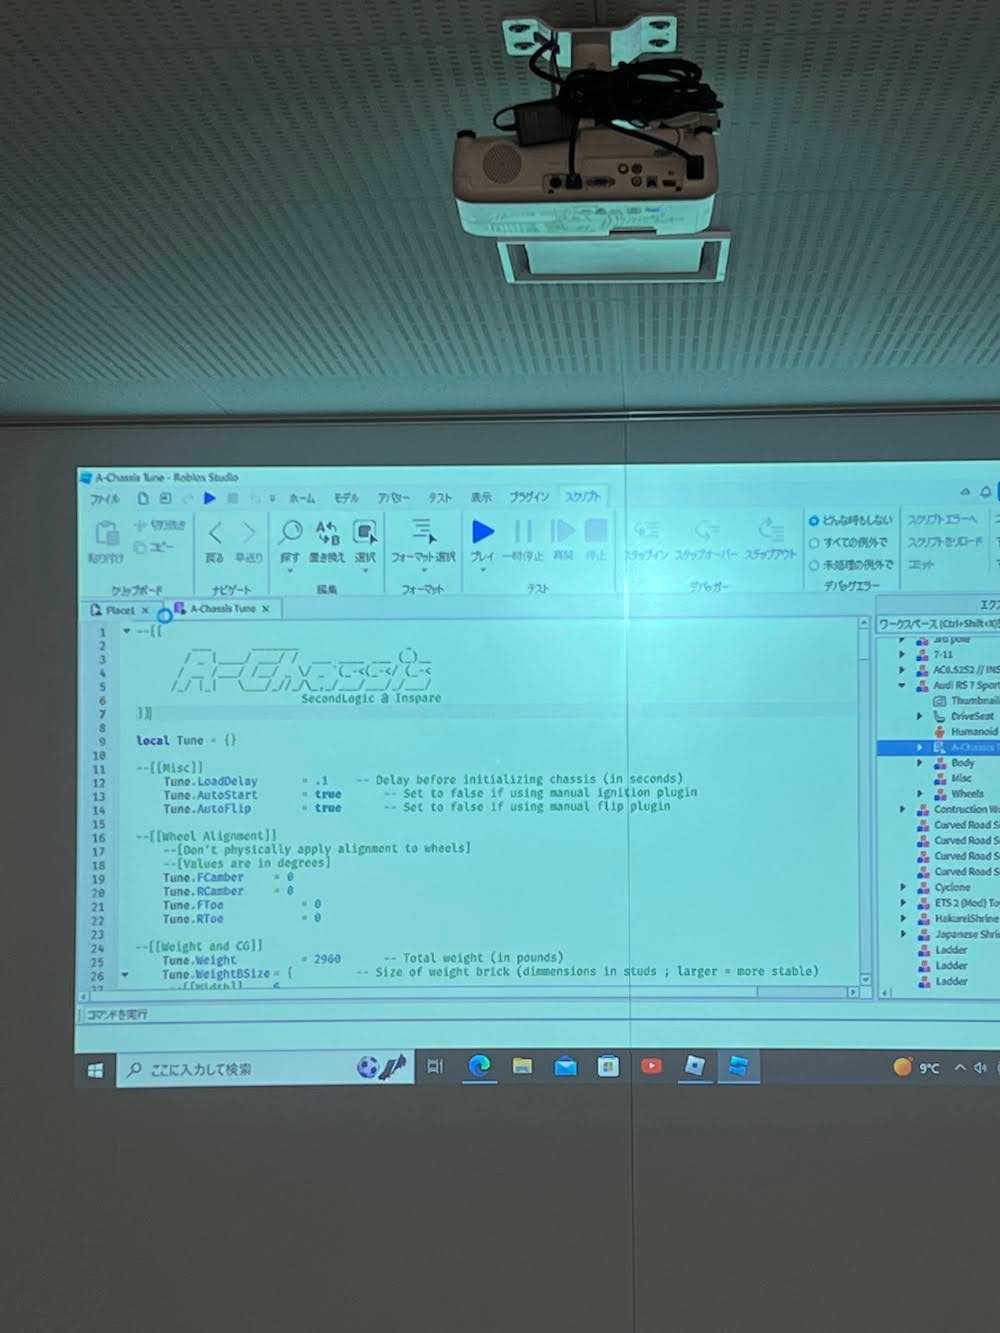 A-Chassis Tune - Roblox Studio
ファイル ホーム モデル アバター テスト 表示 プラグイン スクリプト
貼り付け 切り抜き コピー
戻る 早送り
探す 置き換え 選択
フォーマット選択
プレイ 一時停止 再開 停止
ステップイン ステップオーバー ステップアウト
どんな時もしない
すべての例外で
未処理の例外で
スクリプトエラーへ
スクリプトをリロード
コミット
クリップボード ナビゲート 編集 フォーマット テスト デバッガー デバッグエラー
Place1 × A-Chassis Tune ×
1 --[[
2
3
4
5
6 SecondLogic @ Inspare
7 ]]
8
9 local Tune = {}
10
11 --[[Misc]]
12 Tune.LoadDelay = .1 -- Delay before initializing chassis (in seconds)
13 Tune.AutoStart = true -- Set to false if using manual ignition plugin
14 Tune.AutoFlip = true -- Set to false if using manual flip plugin
15
16 --[[Wheel Alignment]]
17 --[Don't physically apply alignment to wheels]
18 --[Values are in degrees]
19 Tune.FCamber = 0
20 Tune.RCamber = 0
21 Tune.FToe = 0
22 Tune.RToe = 0
23
24 --[[Weight and CG]]
25 Tune.Weight = 2960 -- Total weight (in pounds)
26 Tune.WeightBSize = { -- Size of weight brick (dimmensions in studs ; larger = more stable)
27 --[[Width]] 6
エクス
ワークスペース (Ctrl+Shift+X)
3rd pole
7-11
AC6.52S2 // INS
Audi RS 7 Sport
Thumbnail
DriveSeat
Humanoid
A-Chassis T
Body
Misc
Wheels
Contruction Wo
Curved Road S
Curved Road S
Curved Road S
Curved Road S
Cyclone
ETS 2 (Mod) To
HakureiShrine
Japanese Shri
Ladder
Ladder
Ladder
コマンドを実行
ここに入力して検索
9°C